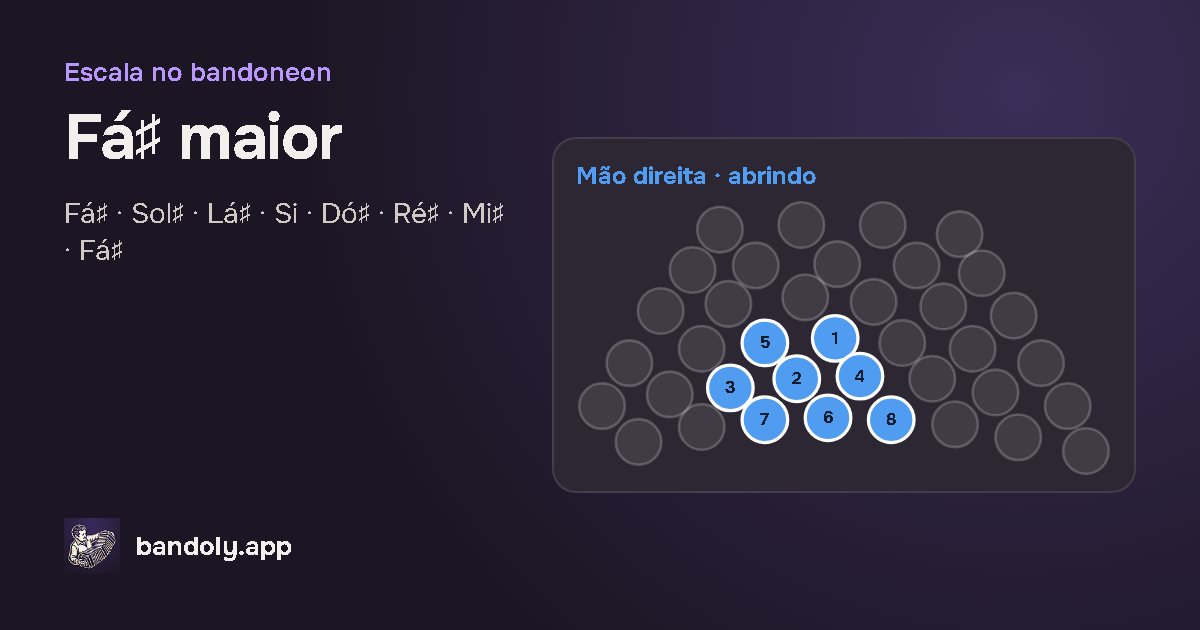 Escala no bandoneon
Fá♯ maior
Fá♯ · Sol♯ · Lá♯ · Si · Dó♯ · Ré♯ · Mi♯
· Fá♯
Mão direita · abrindo
5 1
3 2 4
7 6 8
bandoly.app